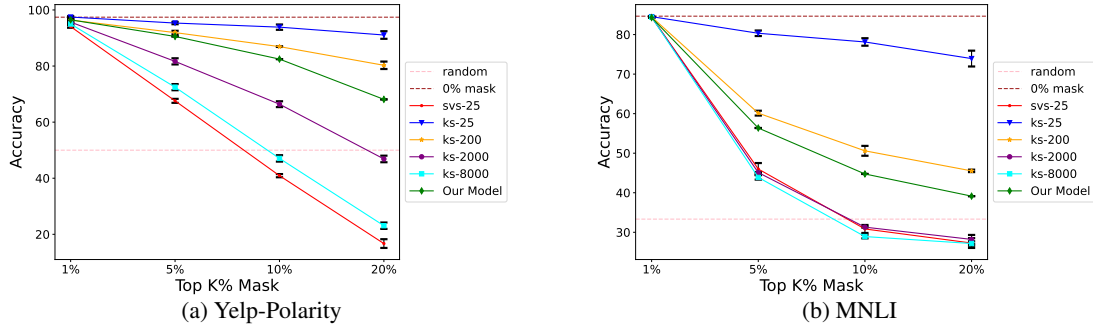 100
80
60
40
20
Accuracy
1%
5%
10%
20%
Top K% Mask
random
0% mask
svs-25
ks-25
ks-200
ks-2000
ks-8000
Our Model
(a) Yelp-Polarity
80
70
60
50
40
30
Accuracy
1%
5%
10%
20%
Top K% Mask
random
0% mask
svs-25
ks-25
ks-200
ks-2000
ks-8000
Our Model
(b) MNLI